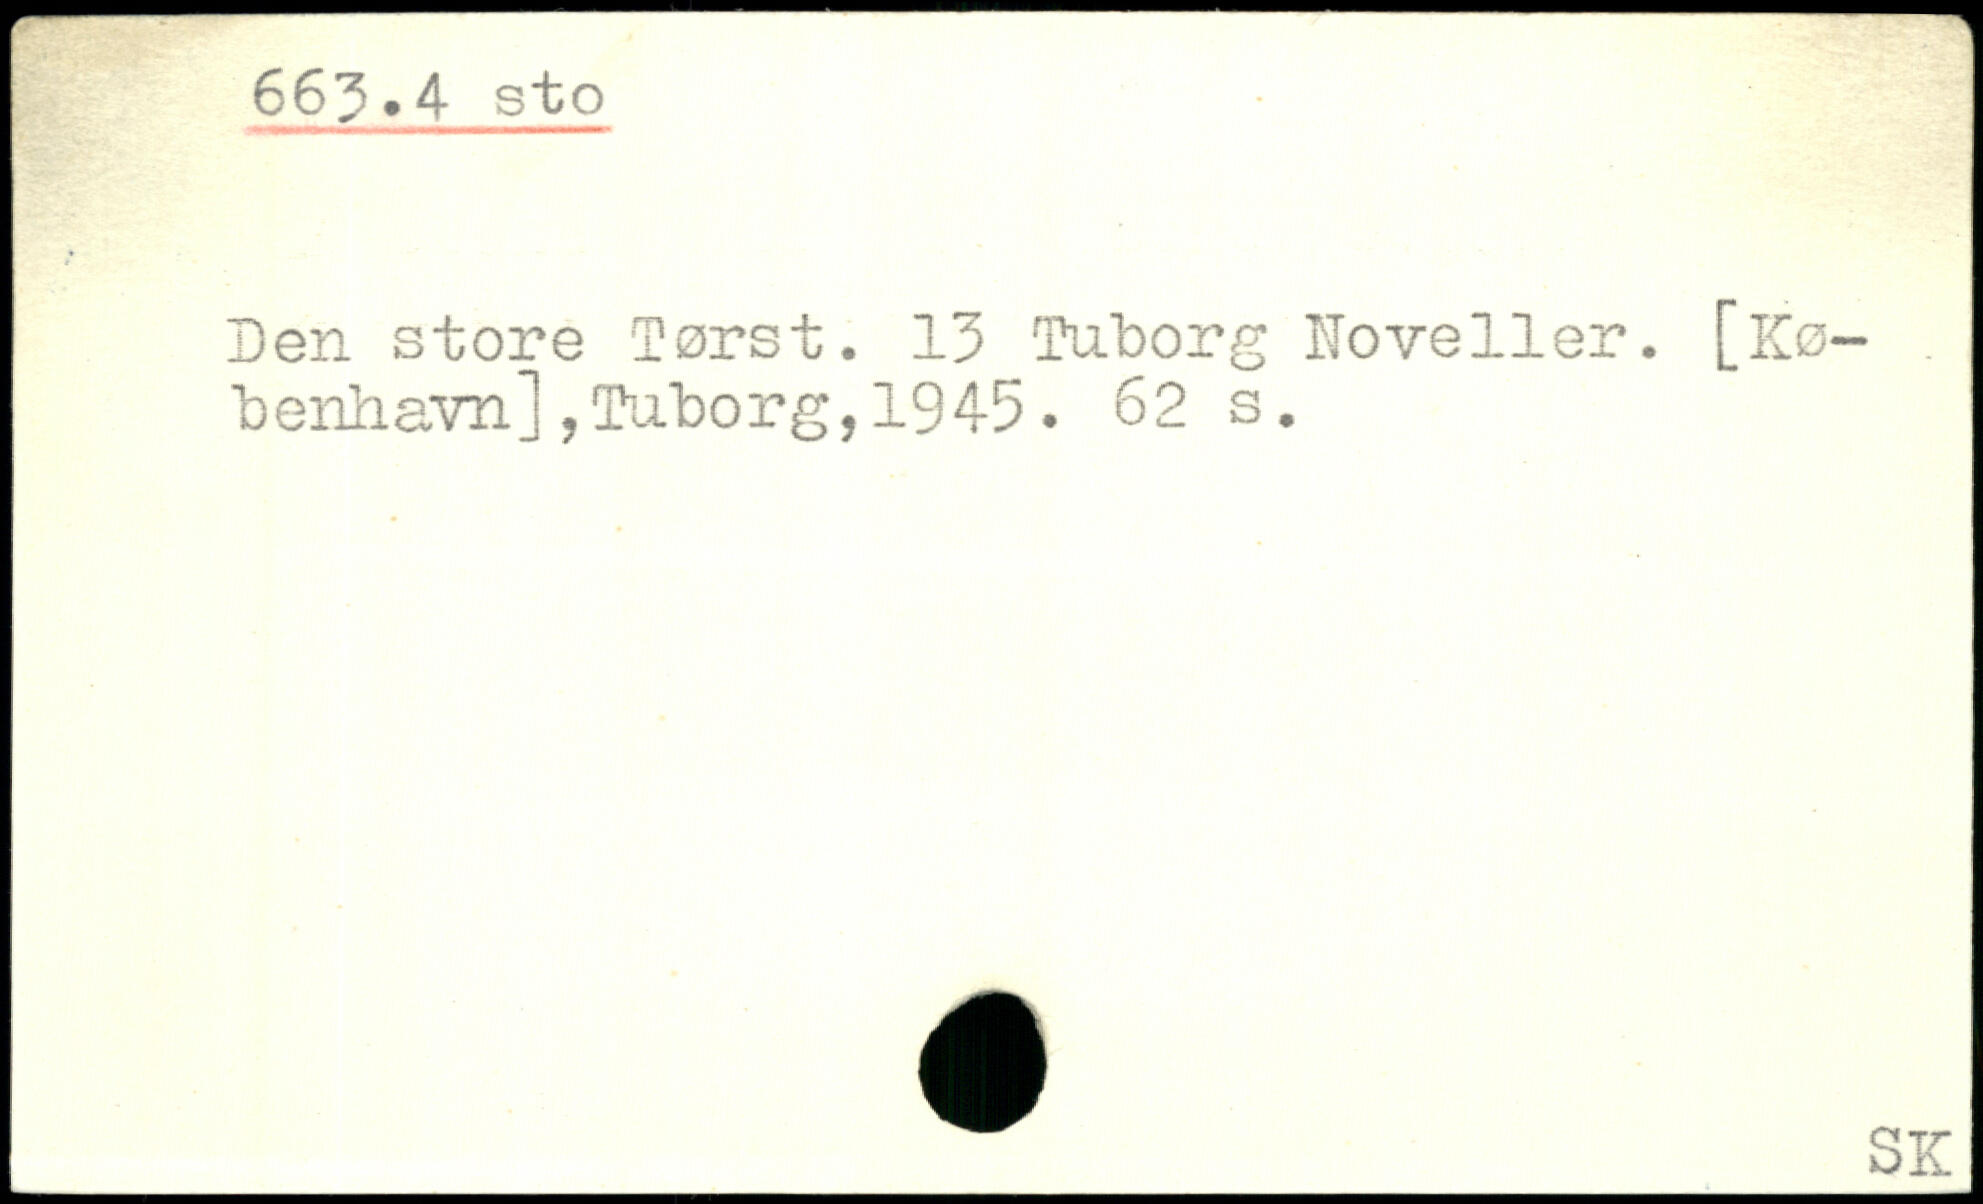 663.4 sto
Den store Tørst. 13 Tuborg Noveller. [Kø-
benhavn],Tuborg,1945. 62 s.
SK